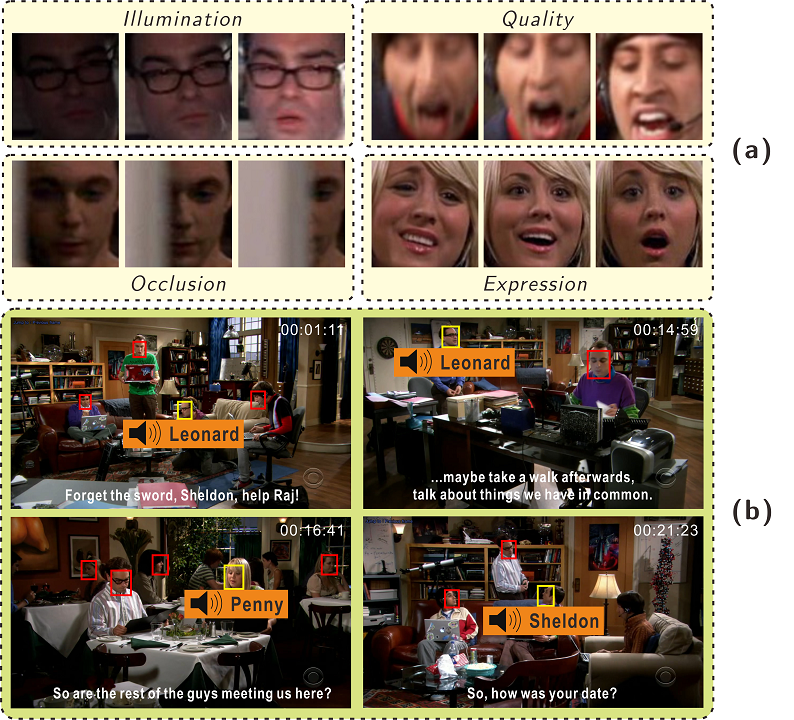 Illumination
Quality
(a)
Occlusion
Expression
00:01:11
Leonard
Forget the sword, Sheldon, help Raj!
00:14:59
Leonard
...maybe take a walk afterwards,
talk about things we have in common.
(b)
00:16:41
Penny
So are the rest of the guys meeting us here?
00:21:23
Sheldon
So, how was your date?